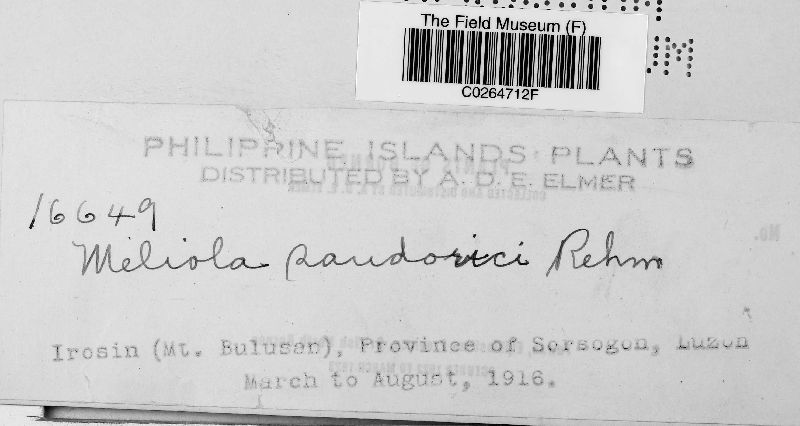 The Field Museum (F)
C0264712F
PHILIPPINE ISLANDS PLANTS
DISTRIBUTED BY A. D. E. ELMER
16649
Meliola sandorici Rehm
Irosin (Mt. Bulusan), Province of Sorsogon, Luzon
March to August, 1916.